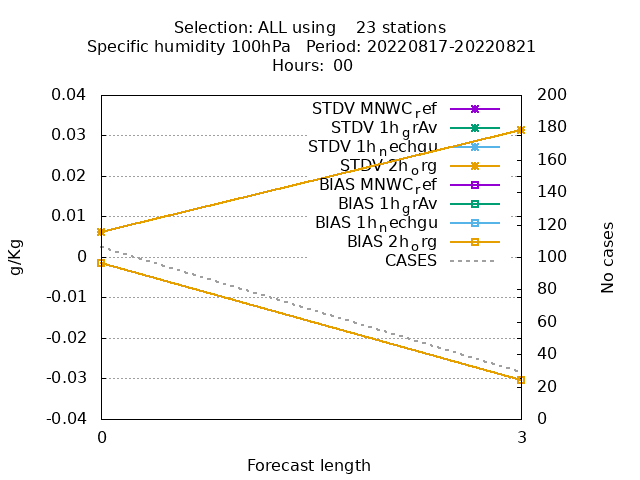 Selection: ALL using    23 stations
Specific humidity 100hPa   Period: 20220817-20220821
Hours:  00
0.04
0.03
0.02
0.01
0
-0.01
-0.02
-0.03
-0.04
g/Kg
STDV MNWC_ref
STDV 1h_grAv
STDV 1h_nechgu
STDV 2h_org
BIAS MNWC_ref
BIAS 1h_grAv
BIAS 1h_nechgu
BIAS 2h_org
CASES
200
180
160
140
120
100
80
60
40
20
0
No cases
0
3
Forecast length